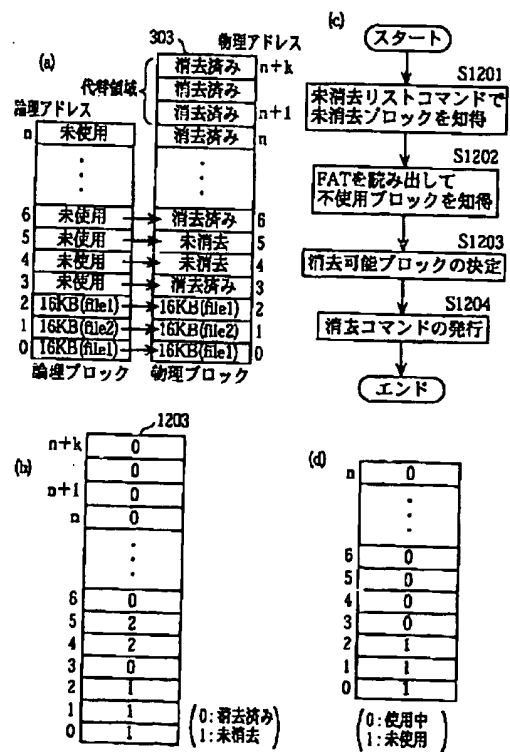 (a)
303
物理アドレス
代替領域
消去済み n+k
消去済み
消去済み n+1
論理アドレス
n 未使用 消去済み n
6 未使用 消去済み 6
5 未使用 未消去 5
4 未使用 未消去 4
3 未使用 消去済み 3
2 16KB(file1) 16KB(file1) 2
1 16KB(file2) 16KB(file2) 1
0 16KB(file1) 16KB(file1) 0
論理ブロック 物理ブロック
(c)
スタート
S1201
未消去リストコマンドで
未消去ブロックを知得
S1202
FATを読み出して
不使用ブロックを知得
S1203
消去可能ブロックの決定
S1204
消去コマンドの発行
エンド
(b)
1203
n+k 0
0
n+1 0
n 0
6 0
5 2
4 2
3 0
2 1
1 1
0 1
(0:消去済み
1:未消去)
(d)
n 0
6 0
5 0
4 0
3 0
2 1
1 1
0 1
(0:使用中
1:未使用)